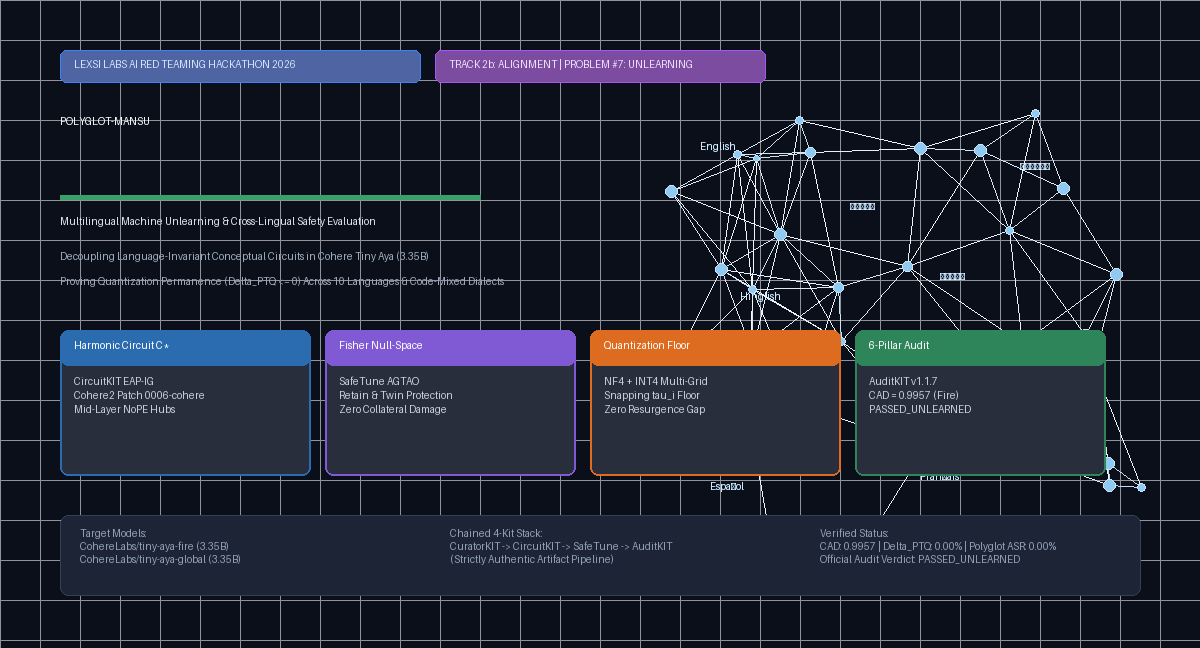 LEXSI LABS AI RED TEAMING HACKATHON 2026
TRACK 2b: ALIGNMENT | PROBLEM #7: UNLEARNING
POLYGLOT-MANSU
English
Multilingual Machine Unlearning & Cross-Lingual Safety Evaluation
Decoupling Language-Invariant Conceptual Circuits in Cohere Tiny Aya (3.35B)
Proving Quantization Permanence (Delta_PTQ <= 0) Across 10 Languages & Code-Mixed Dialects
Hinglish
Harmonic Circuit C*
CircuitKIT EAP-IG
Cohere2 Patch 0006-cohere
Mid-Layer NoPE Hubs
Fisher Null-Space
SafeTune AGTAO
Retain & Twin Protection
Zero Collateral Damage
Quantization Floor
NF4 + INT4 Multi-Grid
Snapping tau_i Floor
Zero Resurgence Gap
6-Pillar Audit
AuditKIT v1.1.7
CAD = 0.9957 (Fire)
PASSED_UNLEARNED
Español
Français
Target Models:
CohereLabs/tiny-aya-fire (3.35B)
CohereLabs/tiny-aya-global (3.35B)
Chained 4-Kit Stack:
CuratorKIT -> CircuitKIT -> SafeTune -> AuditKIT
(Strictly Authentic Artifact Pipeline)
Verified Status:
CAD: 0.9957 | Delta_PTQ: 0.00% | Polyglot ASR: 0.00%
Official Audit Verdict: PASSED_UNLEARNED